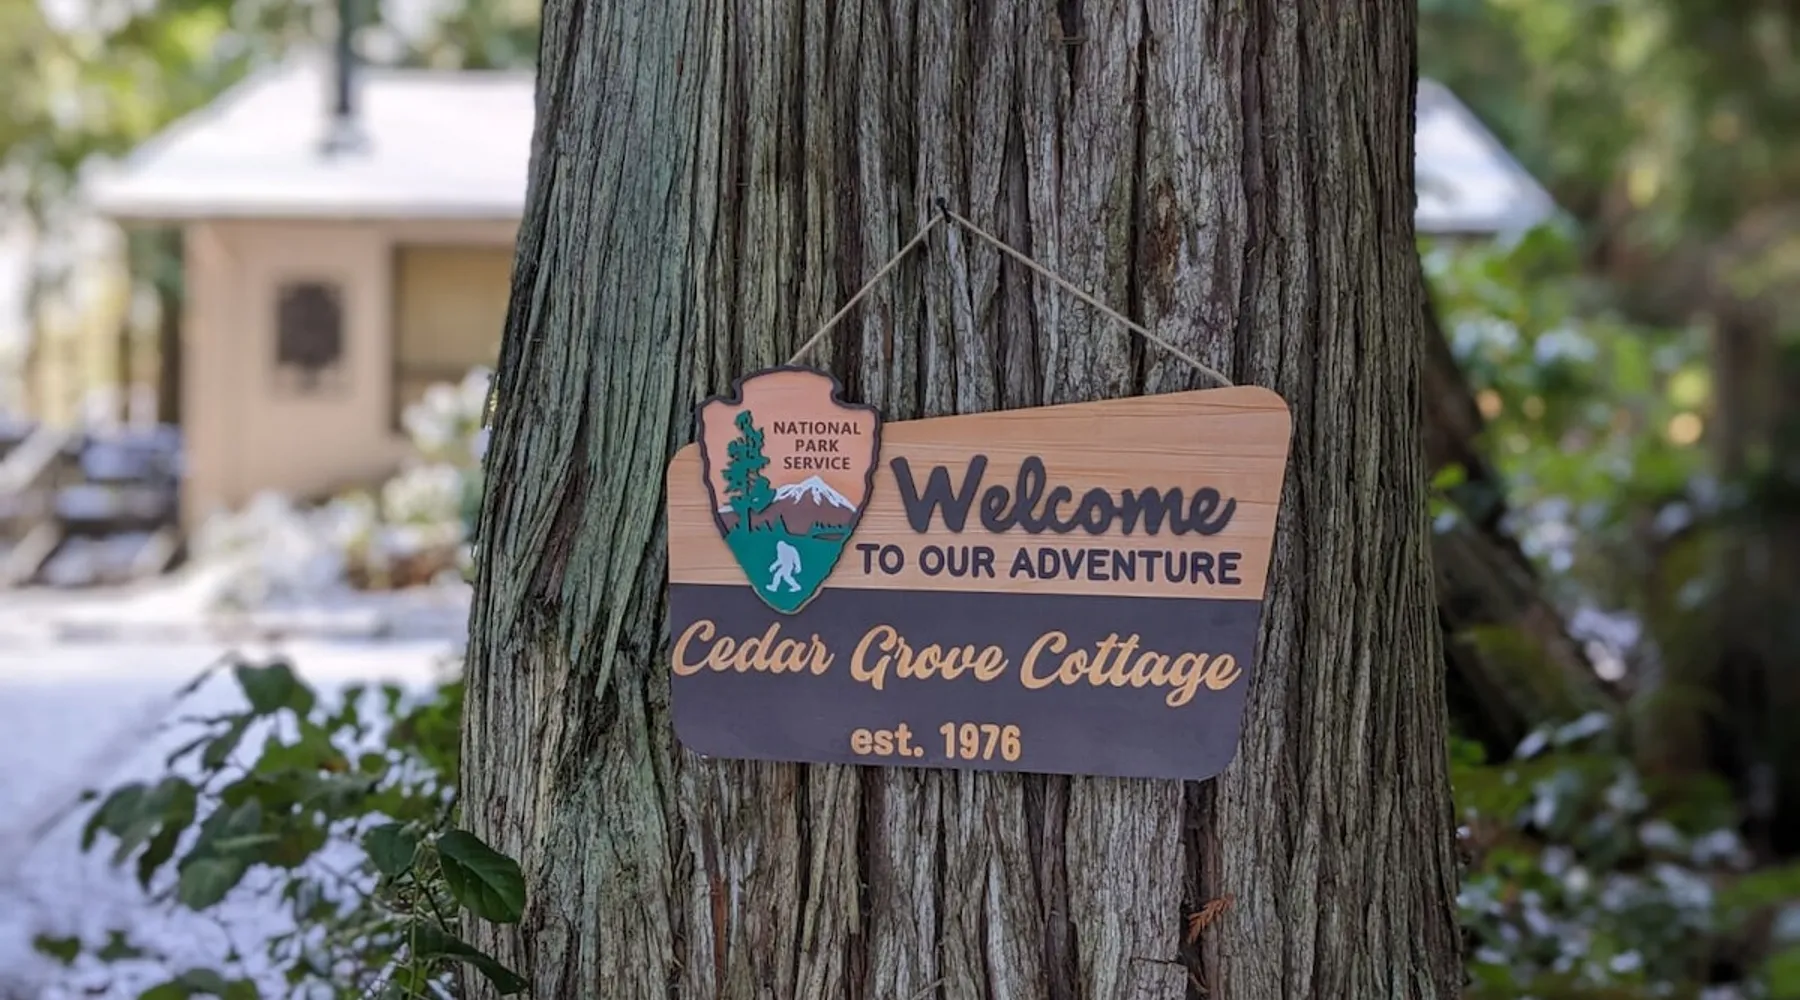 NATIONAL
PARK
SERVICE
Welcome
TO OUR ADVENTURE
Cedar Grove Cottage
est. 1976